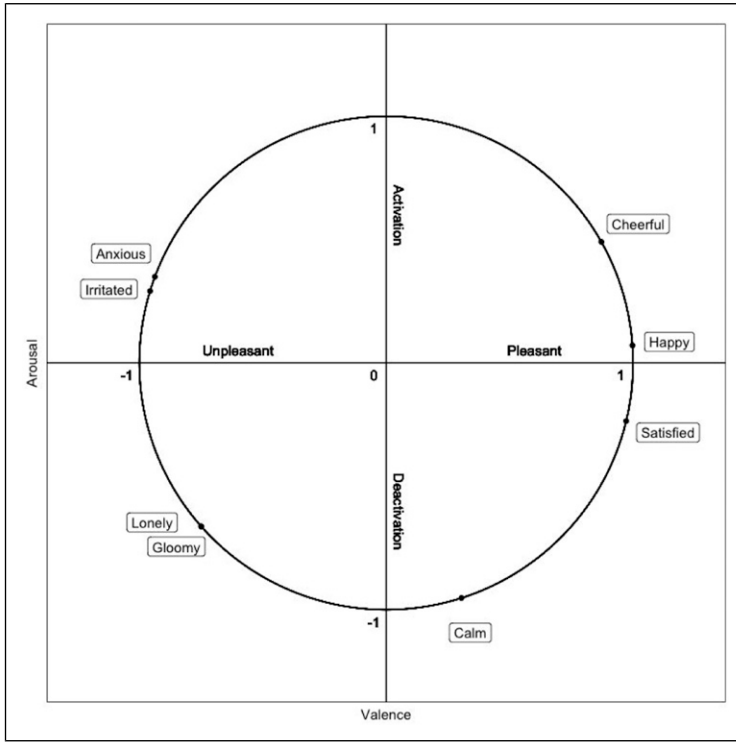 1
Activation
Cheerful
Anxious
Irritated
Happy
Unpleasant
Pleasant
Arousal
-1
0
1
Satisfied
Deactivation
Lonely
Gloomy
-1
Calm
Valence